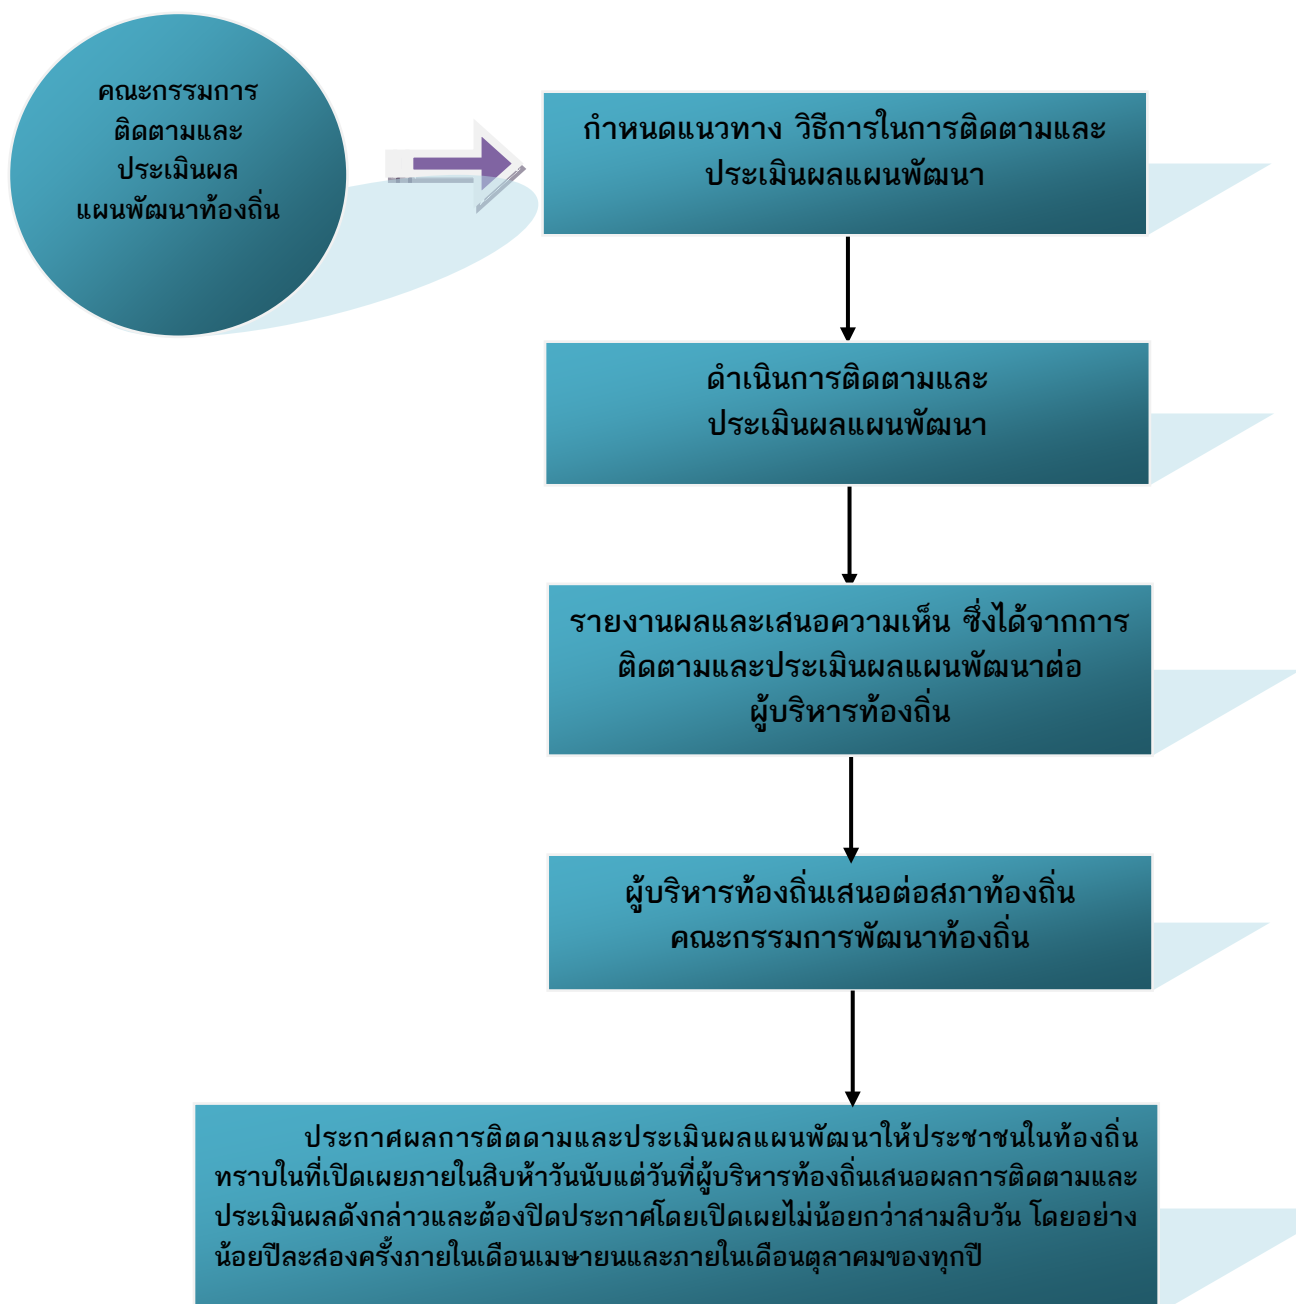 คณะกรรมการ
ติดตามและ
ประเมินผล
แผนพัฒนาท้องถิ่น
กำหนดแนวทาง วิธีการในการติดตามและ
ประเมินผลแผนพัฒนา
ดำเนินการติดตามและ
ประเมินผลแผนพัฒนา
รายงานผลและเสนอความเห็น ซึ่งได้จากการ
ติดตามและประเมินผลแผนพัฒนาต่อ
ผู้บริหารท้องถิ่น
ผู้บริหารท้องถิ่นเสนอต่อสภาท้องถิ่น
คณะกรรมการพัฒนาท้องถิ่น
ประกาศผลการติตดามและประเมินผลแผนพัฒนาให้ประชาชนในท้องถิ่น
ทราบในที่เปิดเผยภายในสิบห้าวันนับแต่วันที่ผู้บริหารท้องถิ่นเสนอผลการติดตามและ
ประเมินผลดังกล่าวและต้องปิดประกาศโดยเปิดเผยไม่น้อยกว่าสามสิบวัน โดยอย่าง
น้อยปีละสองครั้งภายในเดือนเมษายนและภายในเดือนตุลาคมของทุกปี